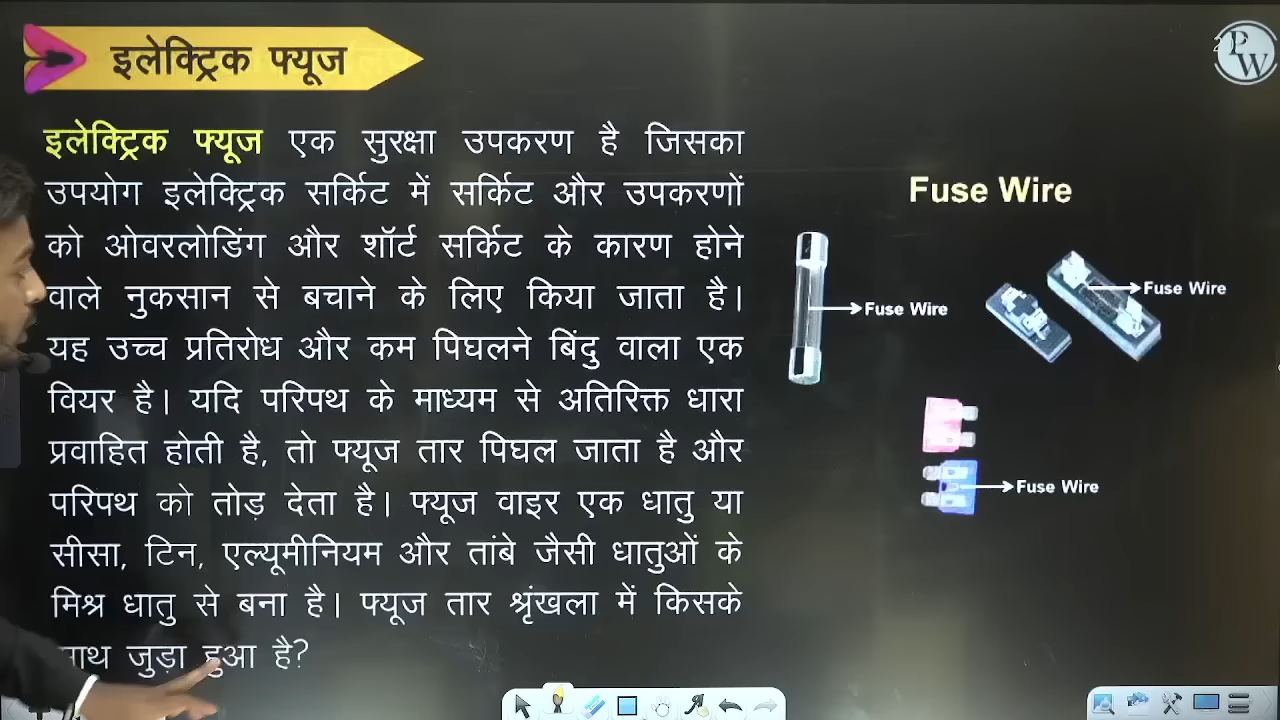 इलेक्ट्रिक फ्यूज
PW
इलेक्ट्रिक फ्यूज एक सुरक्षा उपकरण है जिसका
उपयोग इलेक्ट्रिक सर्किट में सर्किट और उपकरणों
को ओवरलोडिंग और शॉर्ट सर्किट के कारण होने
वाले नुकसान से बचाने के लिए किया जाता है।
यह उच्च प्रतिरोध और कम पिघलने बिंदु वाला एक
वियर है। यदि परिपथ के माध्यम से अतिरिक्त धारा
प्रवाहित होती है, तो फ्यूज तार पिघल जाता है और
परिपथ को तोड़ देता है। फ्यूज वाइर एक धातु या
सीसा, टिन, एल्यूमीनियम और तांबे जैसी धातुओं के
मिश्र धातु से बना है। फ्यूज तार श्रृंखला में किसके
जुड़ा हुआ है?
Fuse Wire
Fuse Wire
Fuse Wire
Fuse Wire